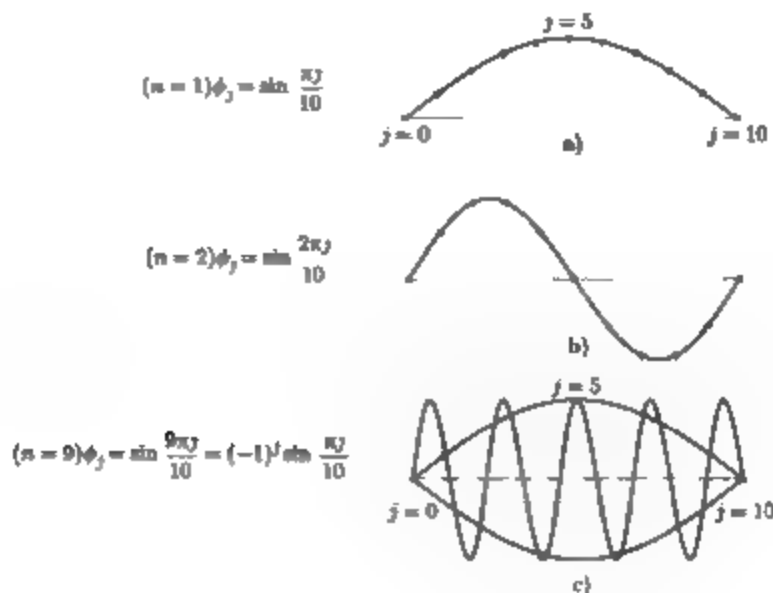 j = 5
(n = 1)ϕ_j = sin πj/10
j = 0
j = 10
a)
(n = 2)ϕ_j = sin 2πj/10
b)
j = 5
(n = 9)ϕ_j = sin 9πj/10 = (−1)^j sin πj/10
j = 0
j = 10
c)